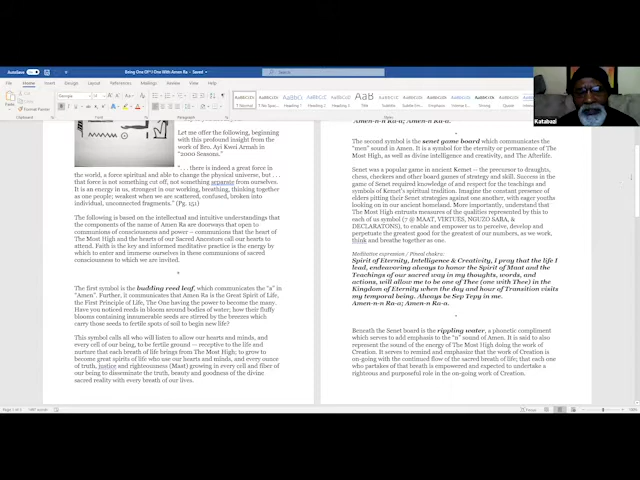 AutoSave
Being One Of/1 One With Amen Ra - Saved
Search
File Home Insert Draw Design Layout References Mailings Review View Help
Paste
Georgia
Normal
Heading 1
Title
Katabazi
Let me offer the following, beginning
with this profound insight from the
work of Bro. Ayi Kwei Armah in
"2000 Seasons."
". . . there is indeed a great force in
the world, a force spiritual and able to change the physical universe, but . . .
that force is not something cut off, not something separate from ourselves.
It is an energy in us, strongest in our working, breathing, thinking together
as one people; weakest when we are scattered, confused, broken into
individual, unconnected fragments." (Pg. 151)
The following is based on the intellectual and intuitive understandings that
the components of the name of Amen Ra are doorways that open to
communions of consciousness and power – communions that the heart of
The Most High and the hearts of our Sacred Ancestors call our hearts to
attend. Faith is the key and informed meditative practice is the energy by
which to enter and immerse ourselves in those communions of sacred
consciousness to which we are invited.
*
The first symbol is the budding reed leaf, which communicates the "a"
in "Amen". Further, it communicates that Amen Ra is the Great Spirit of Life,
the First Principle of Life, The One having the power to become the many.
Have you noticed reeds in bloom around bodies of water; how their fluffy
blooms containing innumerable seeds are stirred by the breezes which
carry those seeds to fertile spots of soil to begin new life?
This symbol calls all who will listen to allow our hearts and minds, and
every cell of our being, to be fertile ground — receptive to the life and
nurture that each breath of life brings from The Most High; to grow to
become great spirits of life who use our hearts and minds, and every ounce
of truth, justice and righteousness (Maat) growing in every cell and fiber of
our being to disseminate the truth, beauty and goodness of the divine
sacred reality with every breath of our lives.
Amen-n-n Ra-a; Amen-n Ra-a.
*
The second symbol is the senet game board which communicates the
"men" sound in Amen. It is a symbol for the eternity or permanence of The
Most High, as well as divine intelligence and creativity, and The Afterlife.
Senet was a popular game in ancient Kemet — the precursor to draughts,
chess, checkers and other board games of strategy and skill. Success in the
game of Senet required knowledge of and respect for the teachings and
symbols of Kemet's spiritual tradition. Imagine the constant presence of
elders pitting their Senet strategies against one another, with eager youths
looking on in our ancient homeland. More importantly, understand that
The Most High entrusts measures of the qualities represented by this to
each of us symbol (7 @ MAAT, VIRTUES, NGUZO SABA, &
DECLARATONS), to enable and empower us to perceive, develop and
perpetuate the greatest good for the greatest of our numbers, as we work,
think and breathe together as one.
Spirit of Eternity, Intelligence & Creativity, I pray that the life I
lead, endeavoring always to honor the Spirit of Maat and the
Teachings of our sacred way in my thoughts, words, and
actions, will allow me to be one of Thee (one with Thee) in
the Kingdom of Eternity when the day and hour of Transition visits
my temporal being. Always be Sep Tepy in me.
Amen-n-n Ra-a; Amen-n Ra-a.
*
Beneath the Senet board is the rippling water, a phonetic compliment
which serves to add emphasis to the "n" sound of Amen. It is said to also
represent the sound of the energy of The Most High doing the work of
Creation. It serves to remind and emphasize that the work of Creation is
on-going with the continued flow of the sacred breath of life; that each one
who partakes of that breath is empowered and expected to undertake a
righteous and purposeful role in the on-going work of Creation.